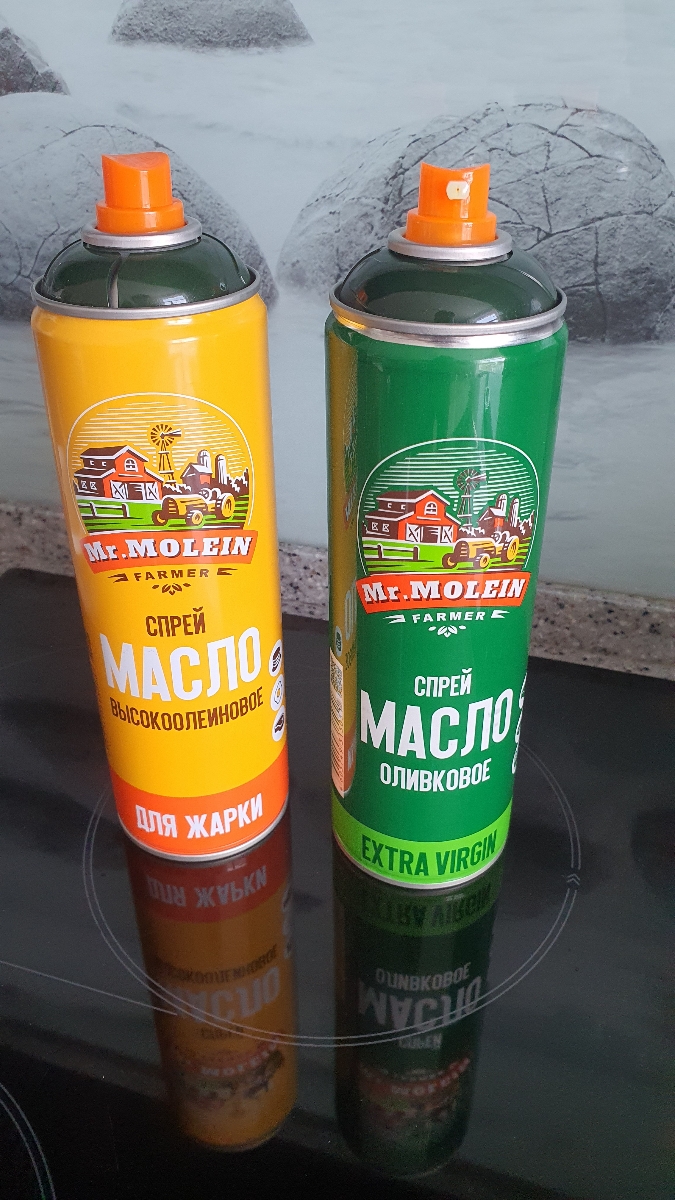 Mr.MOLEIN
FARMER
СПРЕЙ
МАСЛО
ВЫСОКООЛЕИНОВОЕ
ДЛЯ ЖАРКИ
Mr.MOLEIN
FARMER
СПРЕЙ
МАСЛО
ОЛИВКОВОЕ
EXTRA VIRGIN